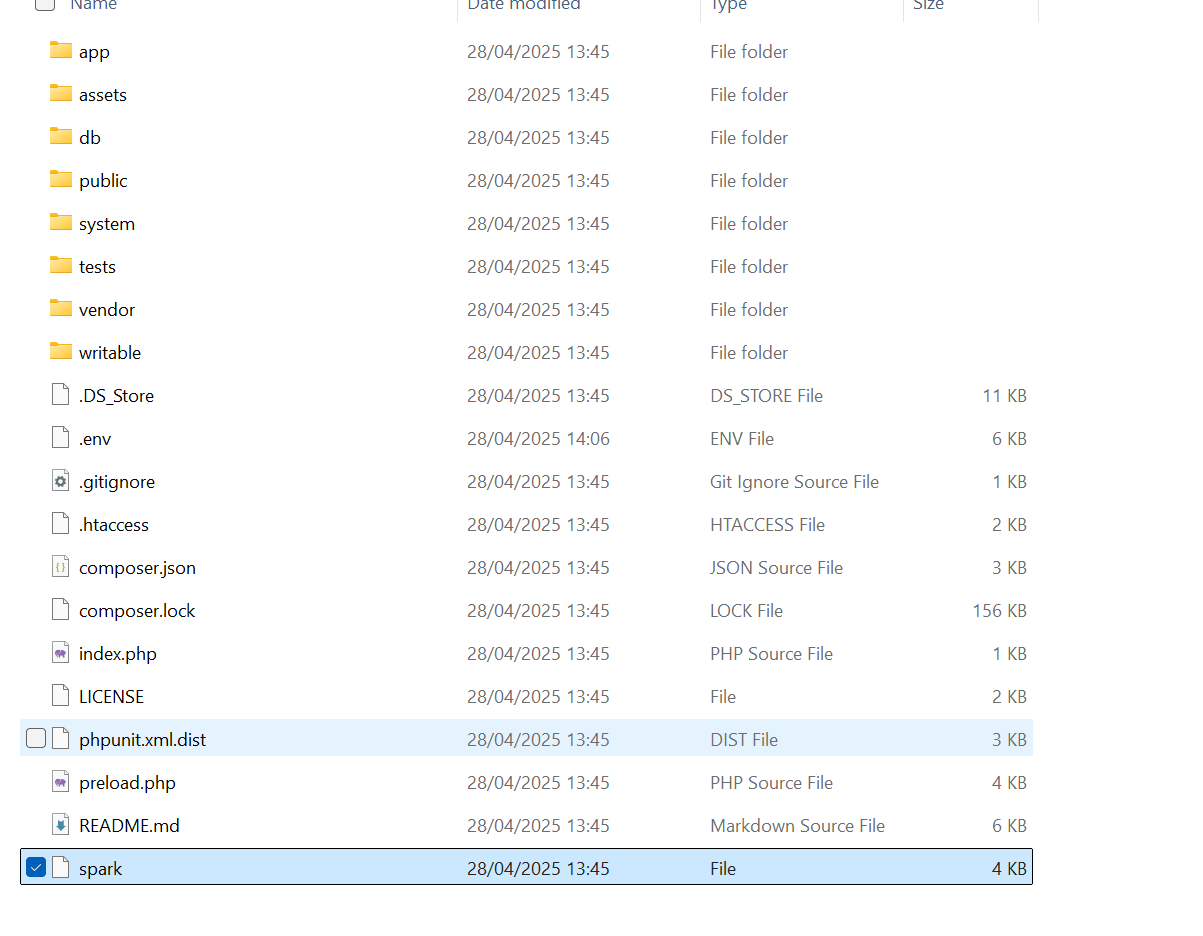 Name Date modified Type Size
app 28/04/2025 13:45 File folder
assets 28/04/2025 13:45 File folder
db 28/04/2025 13:45 File folder
public 28/04/2025 13:45 File folder
system 28/04/2025 13:45 File folder
tests 28/04/2025 13:45 File folder
vendor 28/04/2025 13:45 File folder
writable 28/04/2025 13:45 File folder
.DS_Store 28/04/2025 13:45 DS_STORE File 11 KB
.env 28/04/2025 14:06 ENV File 6 KB
.gitignore 28/04/2025 13:45 Git Ignore Source File 1 KB
.htaccess 28/04/2025 13:45 HTACCESS File 2 KB
composer.json 28/04/2025 13:45 JSON Source File 3 KB
composer.lock 28/04/2025 13:45 LOCK File 156 KB
index.php 28/04/2025 13:45 PHP Source File 1 KB
LICENSE 28/04/2025 13:45 File 2 KB
phpunit.xml.dist 28/04/2025 13:45 DIST File 3 KB
preload.php 28/04/2025 13:45 PHP Source File 4 KB
README.md 28/04/2025 13:45 Markdown Source File 6 KB
spark 28/04/2025 13:45 File 4 KB